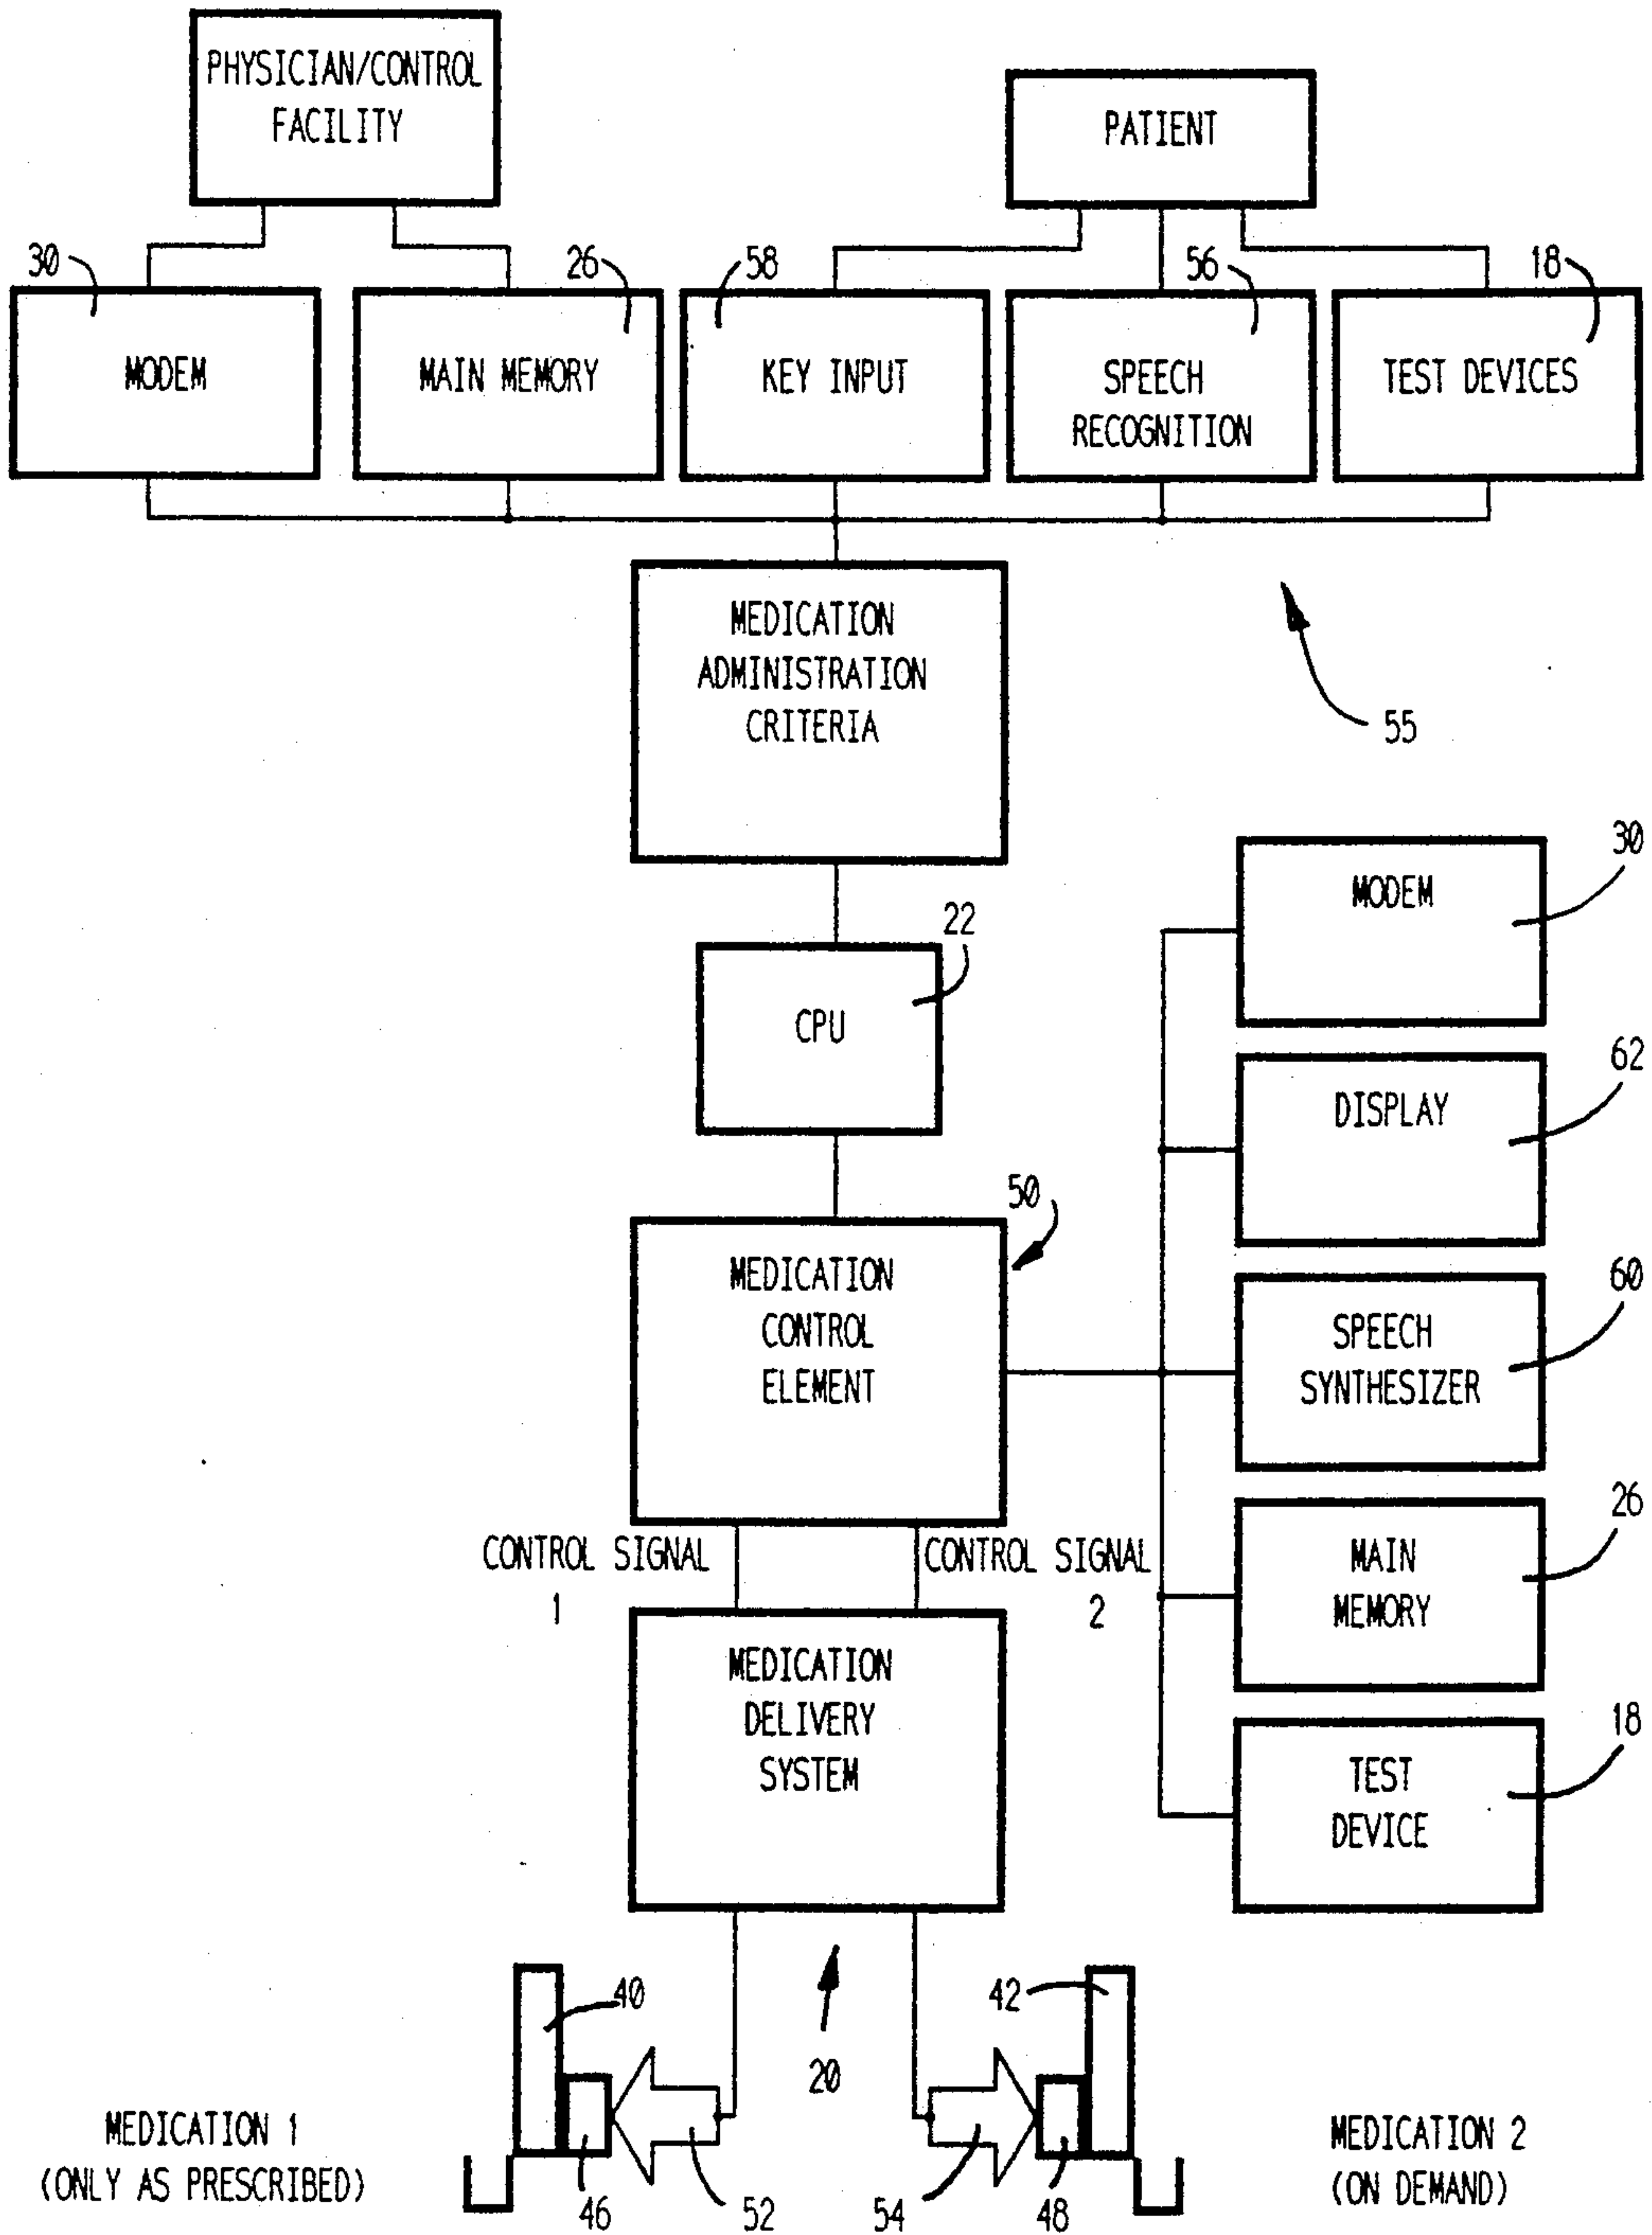 PHYSICIAN/CONTROL
FACILITY
PATIENT
30
26
58
56
18
MODEM
MAIN MEMORY
KEY INPUT
SPEECH
RECOGNITION
TEST DEVICES
MEDICATION
ADMINISTRATION
CRITERIA
55
22
CPU
30
MODEM
62
DISPLAY
50
MEDICATION
CONTROL
ELEMENT
60
SPEECH
SYNTHESIZER
CONTROL SIGNAL
1
CONTROL SIGNAL
2
26
MAIN
MEMORY
MEDICATION
DELIVERY
SYSTEM
18
TEST
DEVICE
40
42
20
MEDICATION 1
(ONLY AS PRESCRIBED)
46
52
54
48
MEDICATION 2
(ON DEMAND)